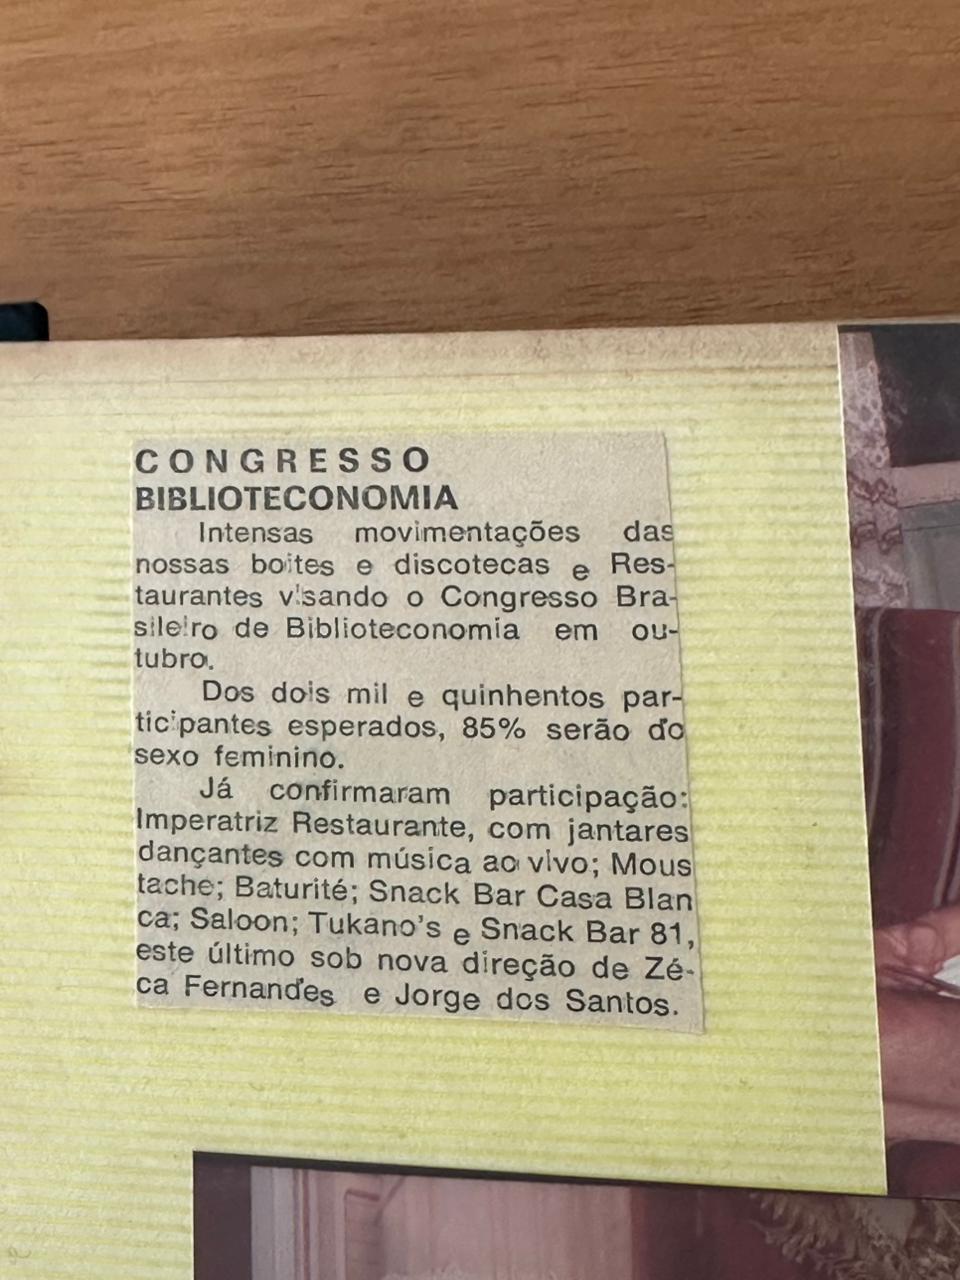 CONGRESSO
BIBLIOTECONOMIA
Intensas movimentações das
nossas boites e discotecas e Res-
taurantes visando o Congresso Bra-
sileiro de Biblioteconomia em ou-
tubro.
Dos dois mil e quinhentos par-
ticipantes esperados, 85% serão do
sexo feminino.
Já confirmaram participação:
Imperatriz Restaurante, com jantares
dançantes com música ao vivo; Mous
tache; Baturité; Snack Bar Casa Blan
ca; Saloon; Tukano's e Snack Bar 81,
este último sob nova direção de Zé-
ca Fernandes e Jorge dos Santos.